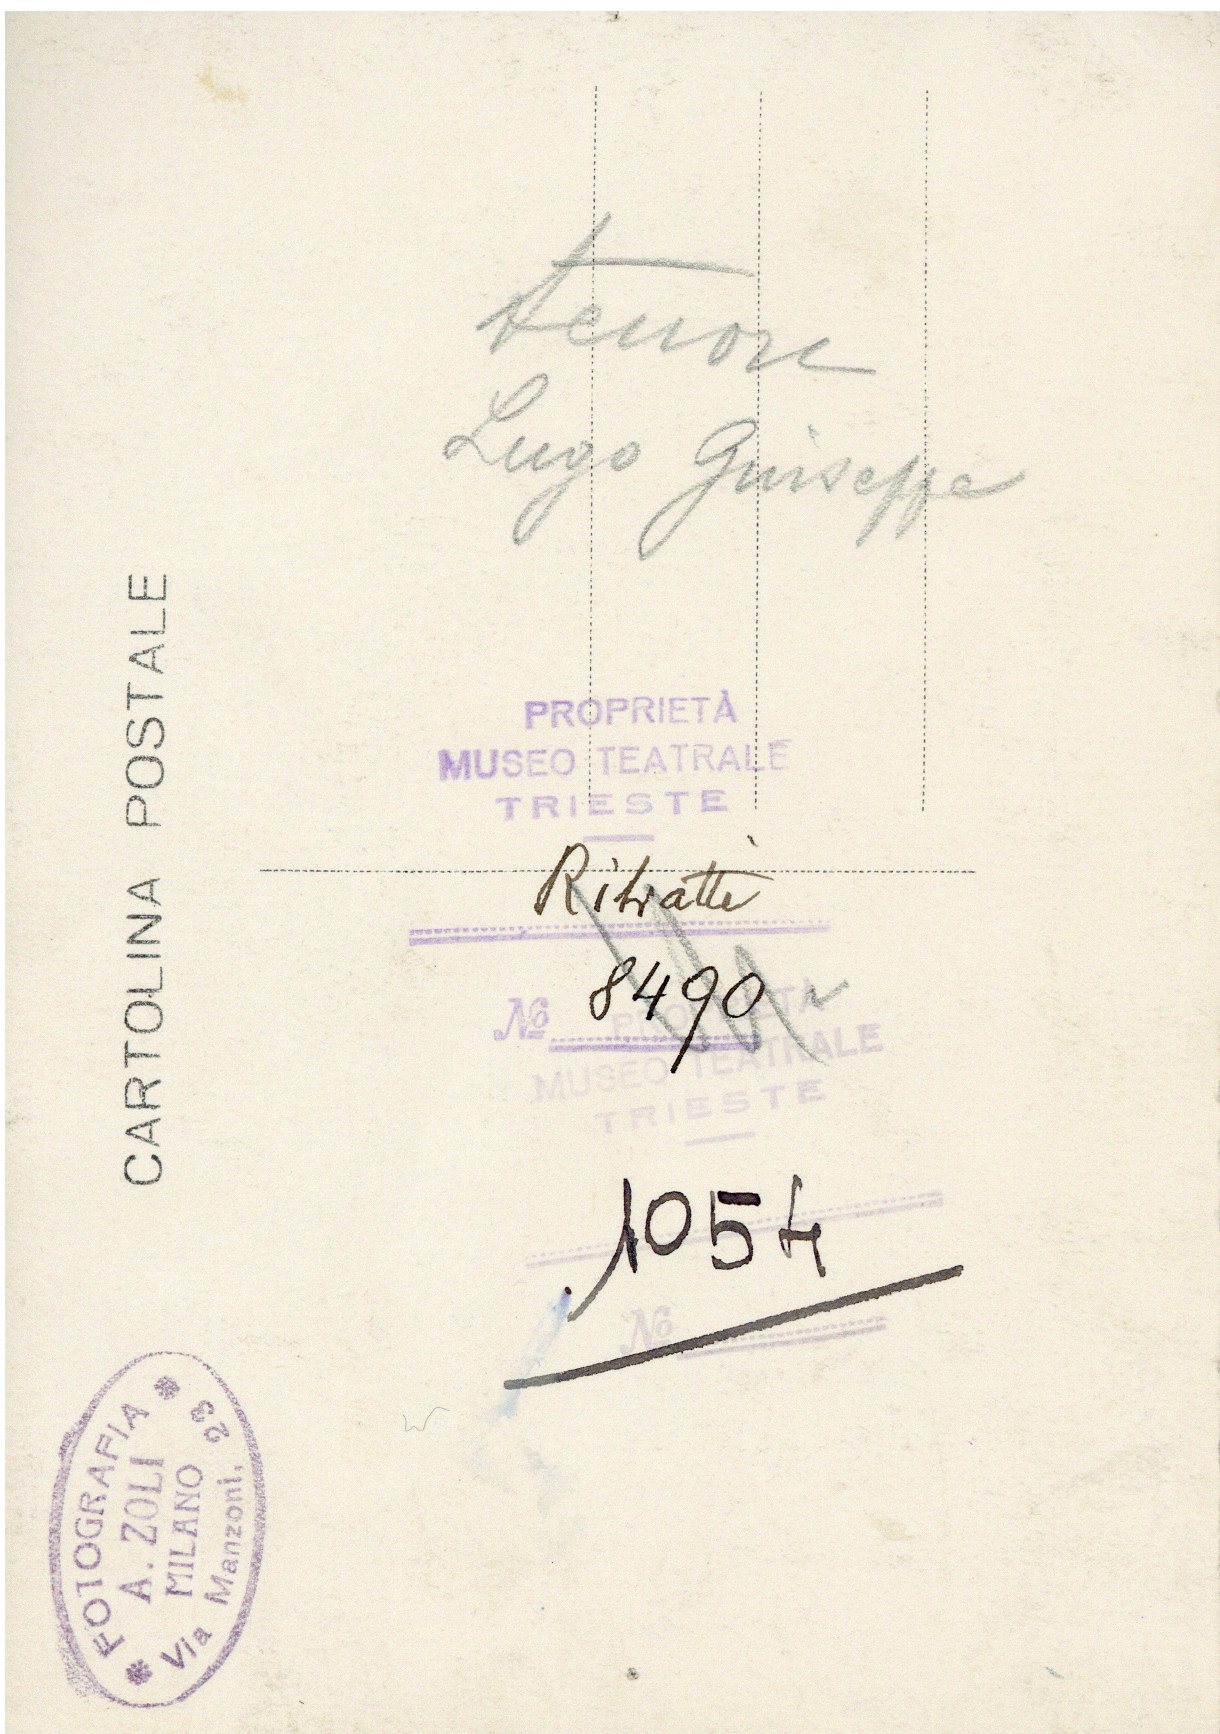 Tenore
Lugo Guiseppe
CARTOLINA POSTALE
PROPRIETÀ
MUSEO TEATRALE
TRIESTE
Ritratti
№ 8490
PROPRIETÀ
MUSEO TEATRALE
TRIESTE
1054
№
FOTOGRAFIA
A. ZOLI
MILANO
Via Manzoni, 23